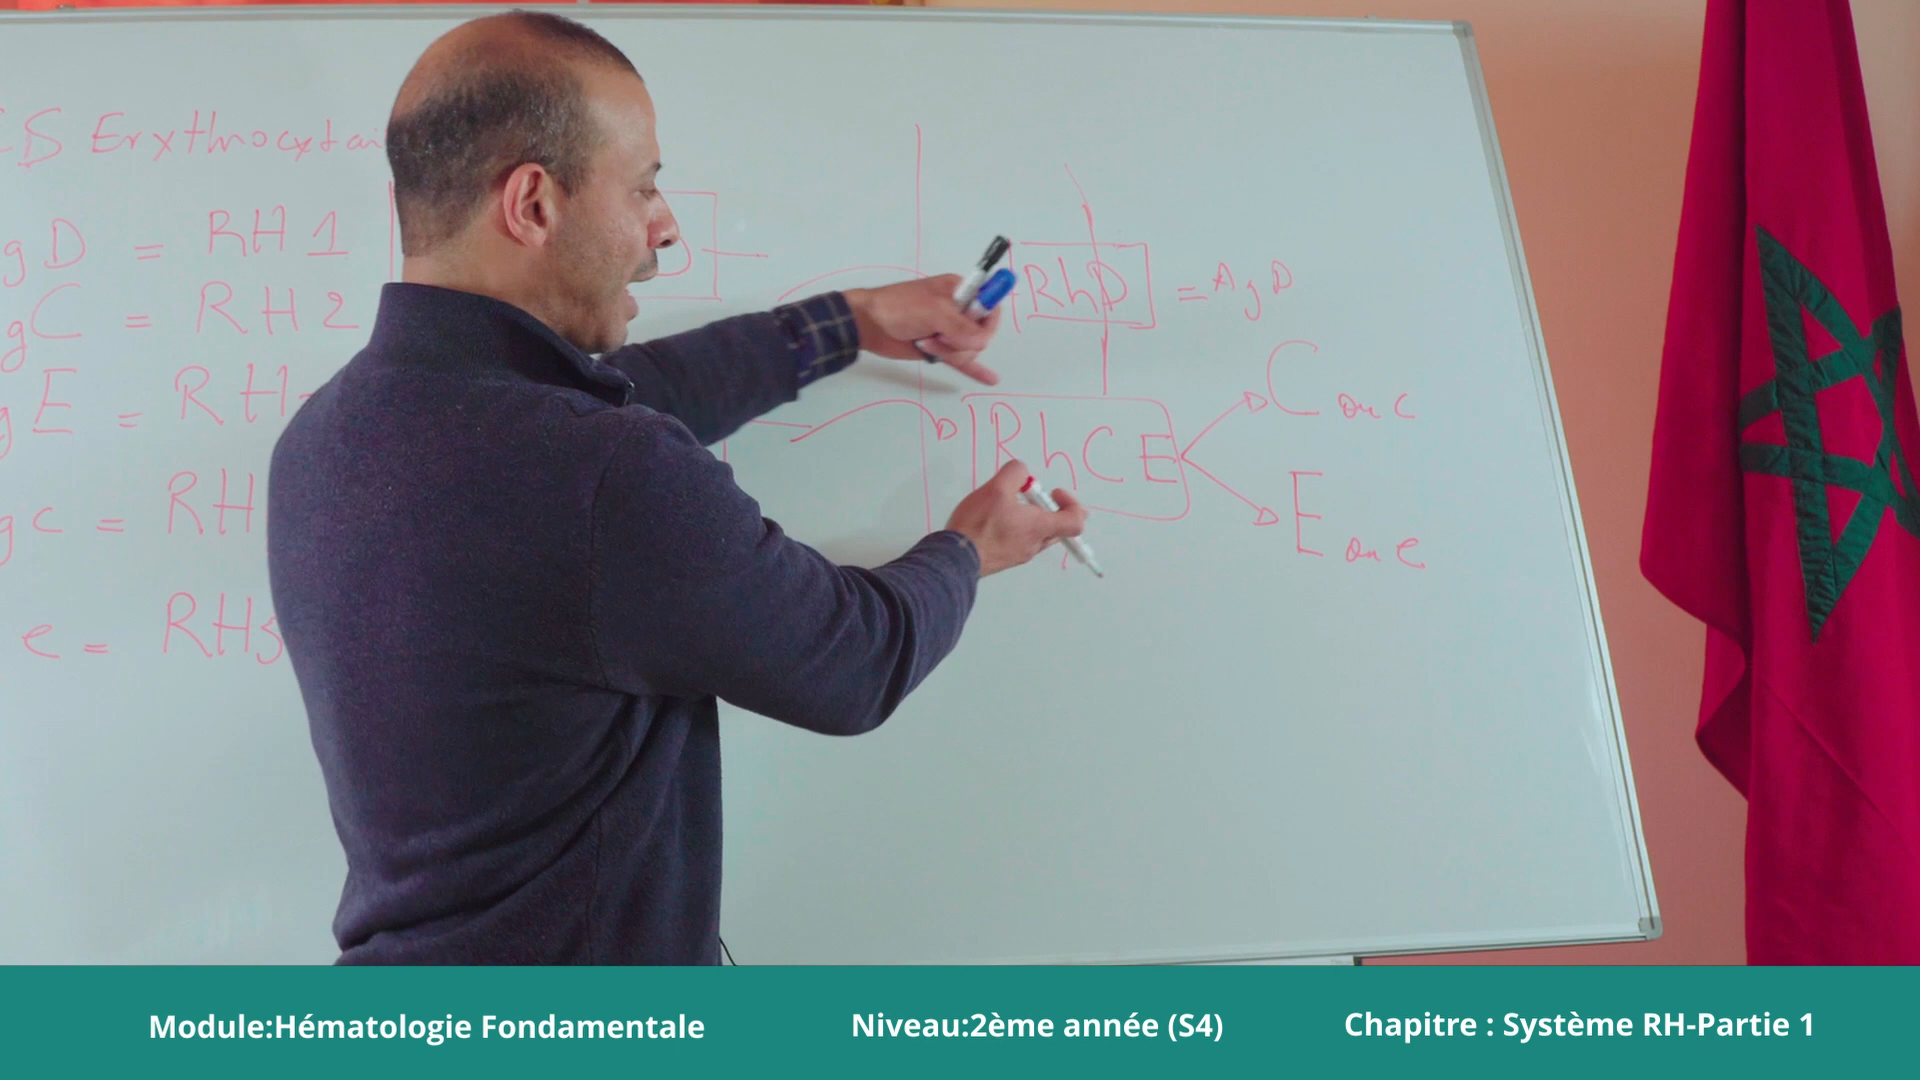 Erythrocytai
gD = RH1
gC = RH2
gE = RH
gc = RH
e = RH5
D
RhD = AgD
RhCE
C ou c
E ou e
Module:Hématologie Fondamentale
Niveau:2ème année (S4)
Chapitre : Système RH-Partie 1